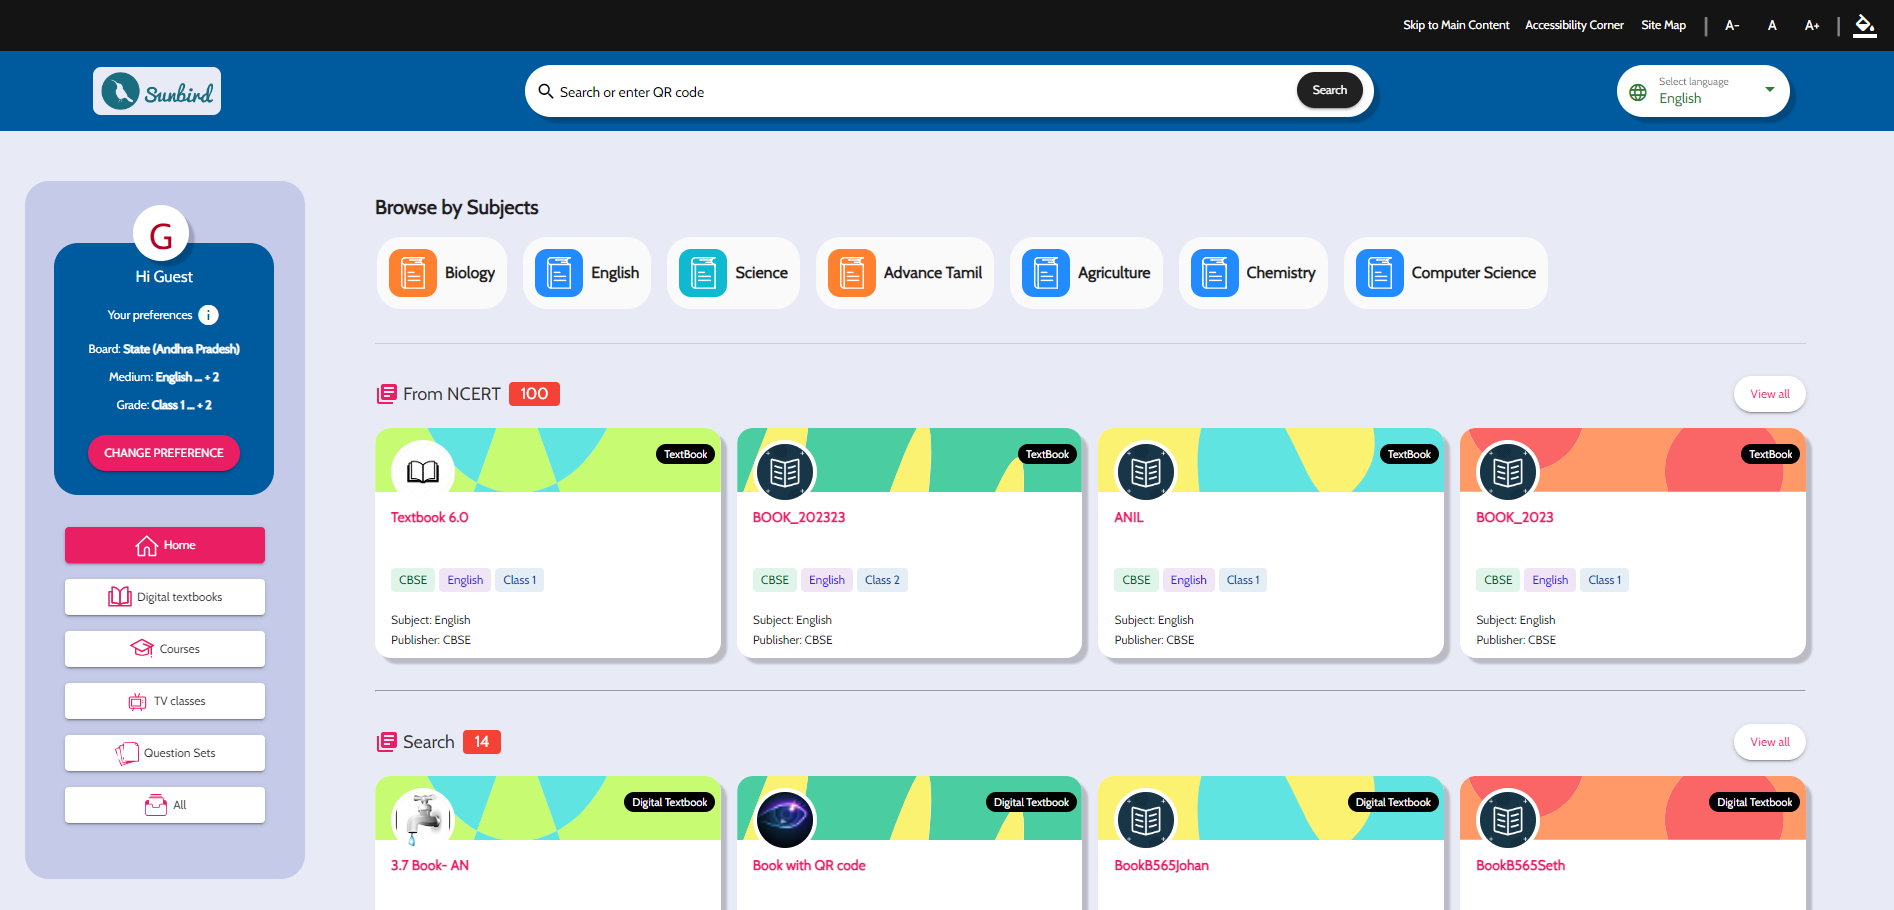 Skip to Main Content Accessibility Corner Site Map | A- A A+ |
Sunbird
Search or enter QR code
Search
Select language
English
G
Hi Guest
Your preferences i
Board: State (Andhra Pradesh)
Medium: English ... + 2
Grade: Class 1 ... + 2
CHANGE PREFERENCE
Home
Digital textbooks
Courses
TV classes
Question Sets
All
Browse by Subjects
Biology English Science Advance Tamil Agriculture Chemistry Computer Science
From NCERT 100
View all
TextBook
Textbook 6.0
CBSE English Class 1
Subject: English
Publisher: CBSE
TextBook
BOOK_202323
CBSE English Class 2
Subject: English
Publisher: CBSE
TextBook
ANIL
CBSE English Class 1
Subject: English
Publisher: CBSE
TextBook
BOOK_2023
CBSE English Class 1
Subject: English
Publisher: CBSE
Search 14
View all
Digital Textbook
3.7 Book- AN
Digital Textbook
Book with QR code
Digital Textbook
BookB565Johan
Digital Textbook
BookB565Seth